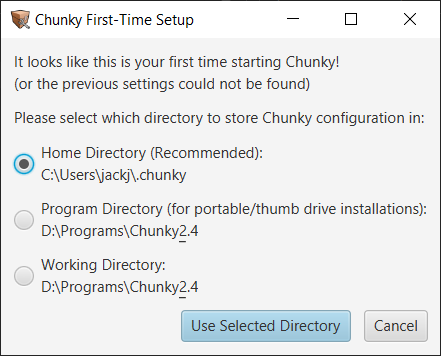 Chunky First-Time Setup
It looks like this is your first time starting Chunky!
(or the previous settings could not be found)
Please select which directory to store Chunky configuration in:
Home Directory (Recommended):
C:\Users\jackj\.chunky
Program Directory (for portable/thumb drive installations):
D:\Programs\Chunky2.4
Working Directory:
D:\Programs\Chunky2.4
Use Selected Directory
Cancel